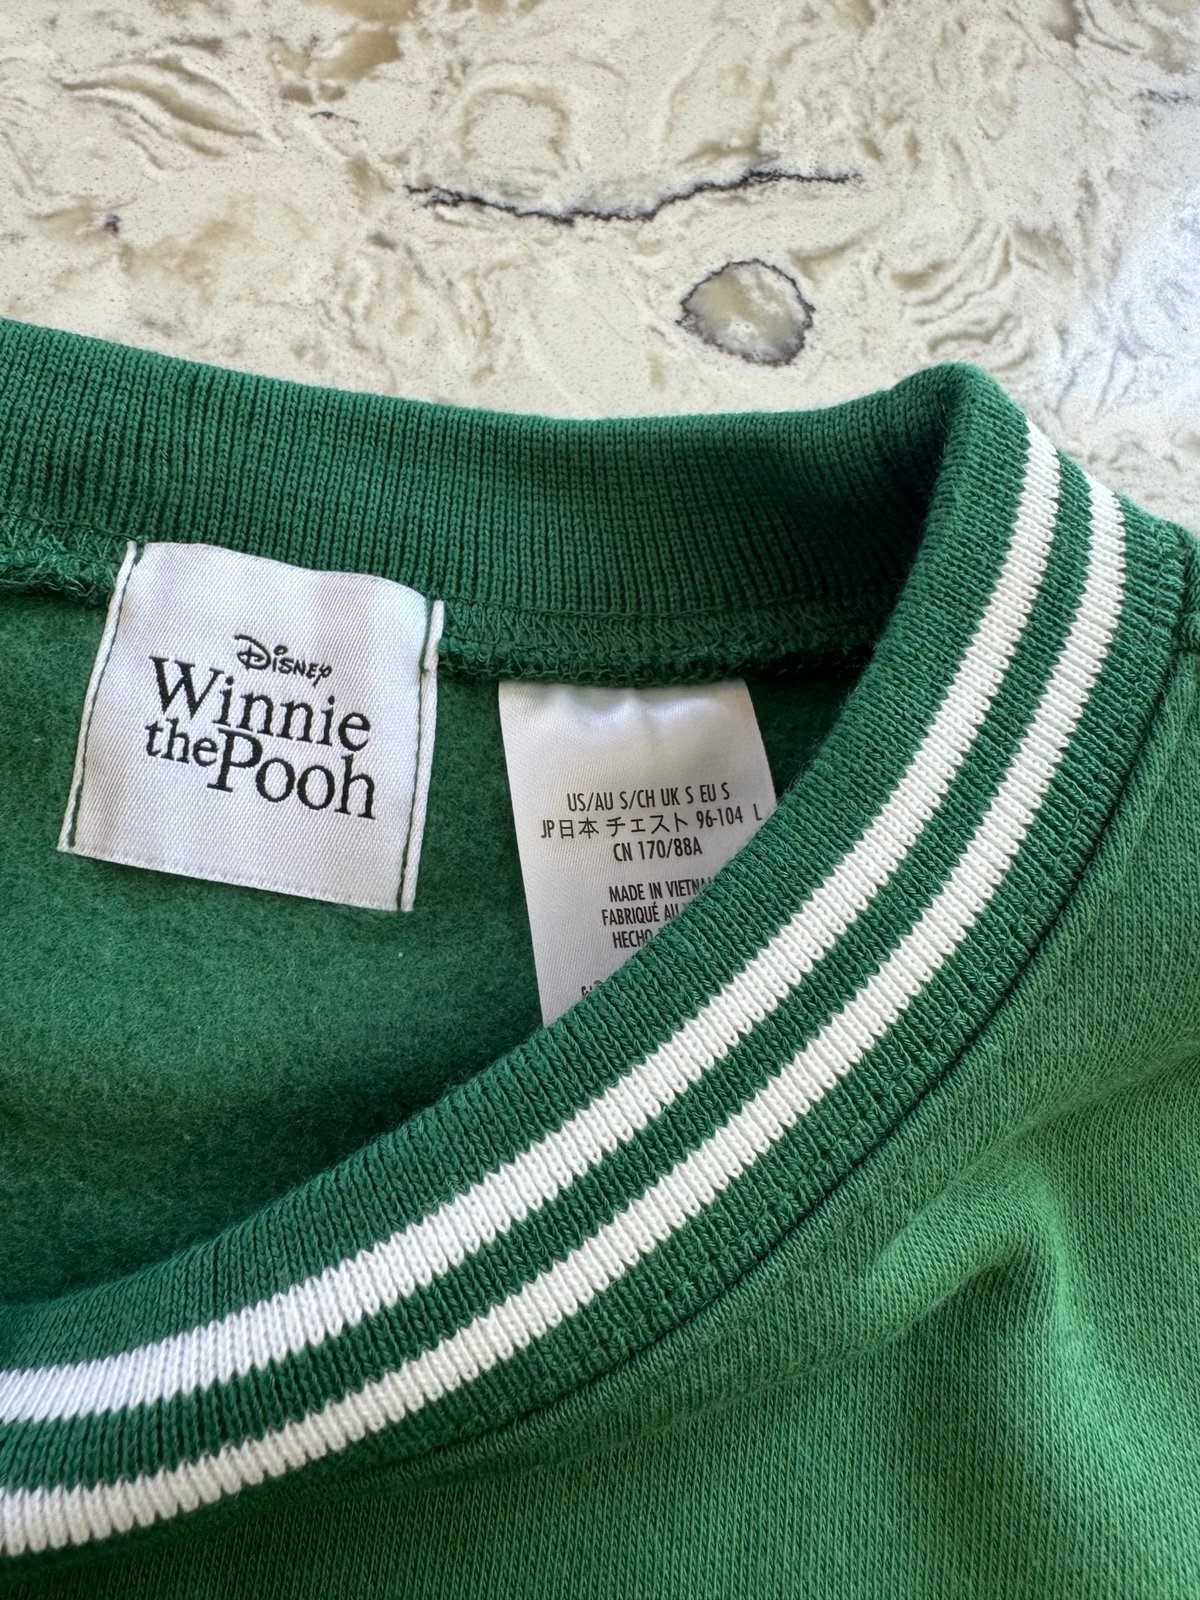 Disney
Winnie
the Pooh
US/AU S/CH UK S EU S
JP日本 チェスト 96-104 L
CN 170/88A
MADE IN
FABRIQUÉ AU
HECHO